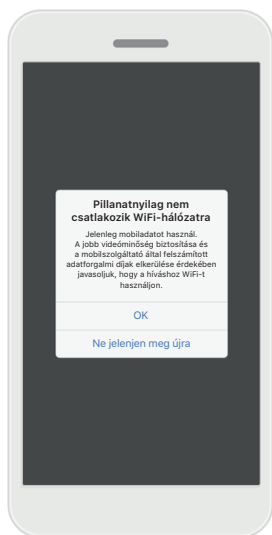 Pillanatnyilag nem
csatlakozik WiFi-hálózatra
Jelenleg mobiladatot használ.
A jobb videóminőség biztosítása és
a mobilszolgáltató által felszámított
adatforgalmi díjak elkerülése érdekében
javasoljuk, hogy a híváshoz WiFi-t
használjon.
OK
Ne jelenjen meg újra